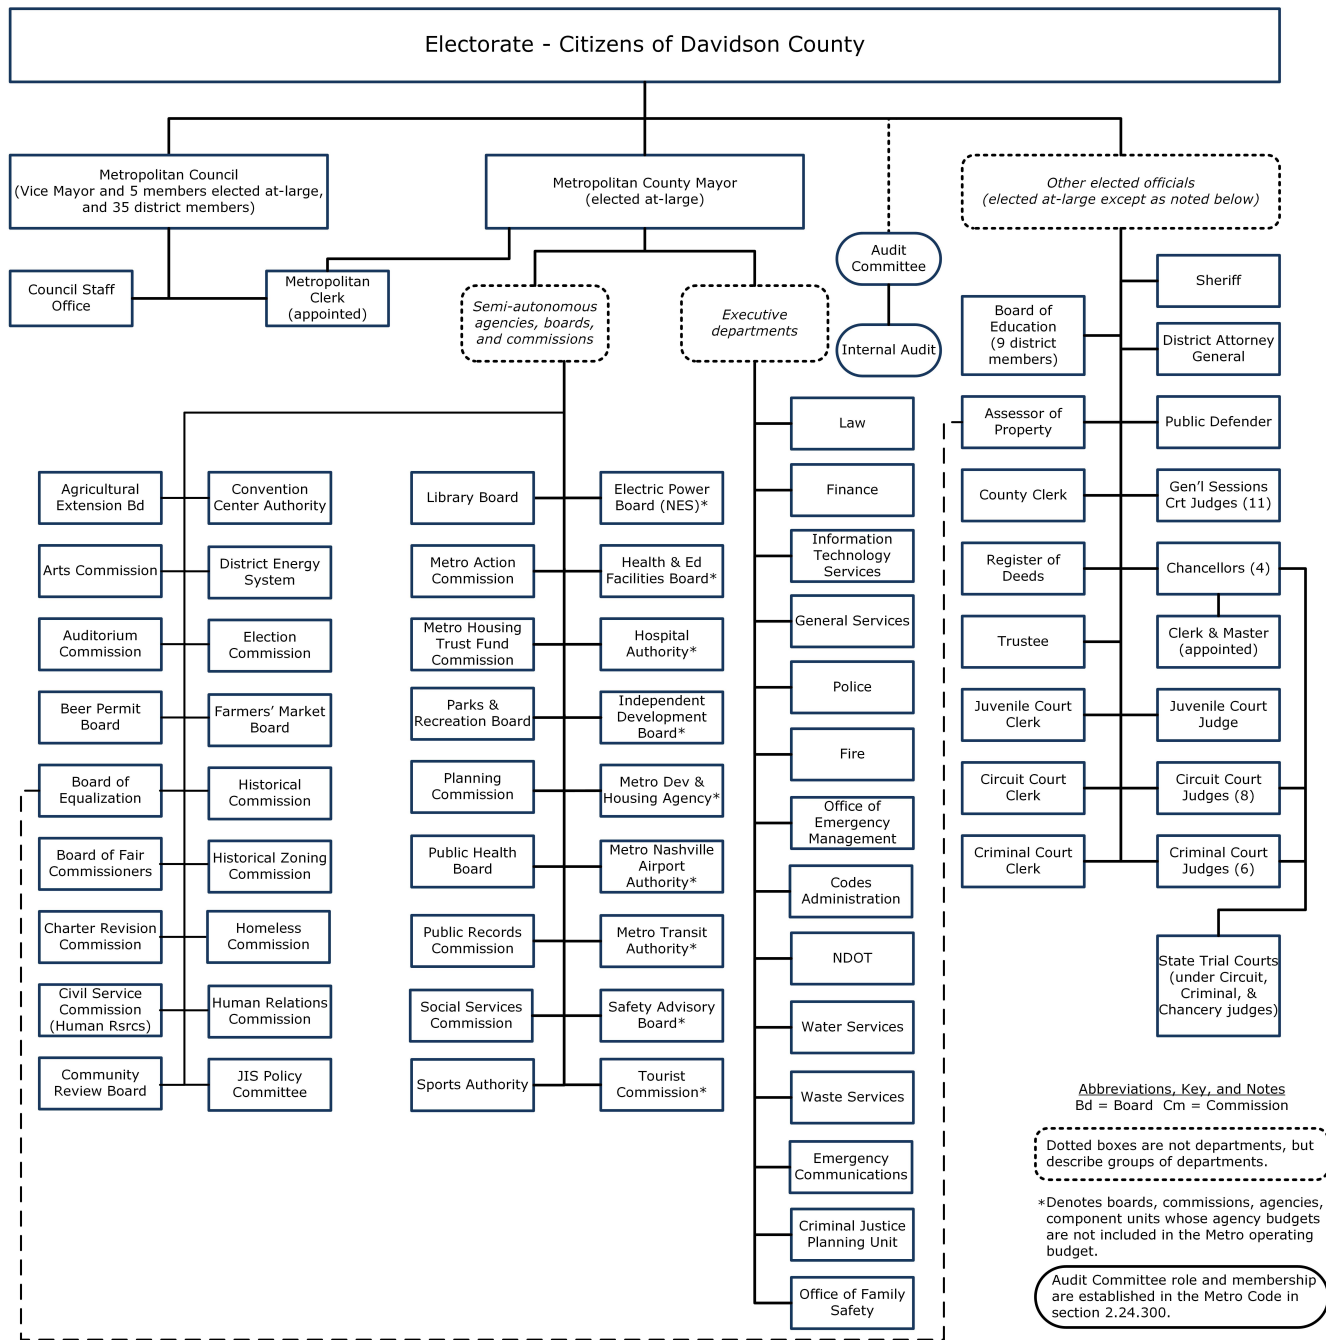 Electorate - Citizens of Davidson County
Metropolitan Council
(Vice Mayor and 5 members elected at-large,
and 35 district members)
Metropolitan County Mayor
(elected at-large)
Other elected officials
(elected at-large except as noted below)
Council Staff
Office
Metropolitan
Clerk
(appointed)
Semi-autonomous
agencies, boards,
and commissions
Executive
departments
Audit
Committee
Internal Audit
Agricultural
Extension Bd
Convention
Center Authority
Arts Commission
District Energy
System
Auditorium
Commission
Election
Commission
Beer Permit
Board
Farmers’ Market
Board
Board of
Equalization
Historical
Commission
Board of Fair
Commissioners
Historical Zoning
Commission
Charter Revision
Commission
Homeless
Commission
Civil Service
Commission
(Human Rsrcs)
Human Relations
Commission
Community
Review Board
JIS Policy
Committee
Library Board
Electric Power
Board (NES)*
Metro Action
Commission
Health & Ed
Facilities Board*
Metro Housing
Trust Fund
Commission
Hospital
Authority*
Parks &
Recreation Board
Independent
Development
Board*
Planning
Commission
Metro Dev &
Housing Agency*
Public Health
Board
Metro Nashville
Airport
Authority*
Public Records
Commission
Metro Transit
Authority*
Social Services
Commission
Safety Advisory
Board*
Sports Authority
Tourist
Commission*
Law
Finance
Information
Technology
Services
General Services
Police
Fire
Office of
Emergency
Management
Codes
Administration
NDOT
Water Services
Waste Services
Emergency
Communications
Criminal Justice
Planning Unit
Office of Family
Safety
Sheriff
Board of
Education
(9 district
members)
District Attorney
General
Assessor of
Property
Public Defender
County Clerk
Gen’l Sessions
Crt Judges (11)
Register of
Deeds
Chancellors (4)
Trustee
Clerk & Master
(appointed)
Juvenile Court
Clerk
Juvenile Court
Judge
Circuit Court
Clerk
Circuit Court
Judges (8)
Criminal Court
Clerk
Criminal Court
Judges (6)
State Trial Courts
(under Circuit,
Criminal, &
Chancery judges)
Abbreviations, Key, and Notes
Bd = Board Cm = Commission
Dotted boxes are not departments, but
describe groups of departments.
*Denotes boards, commissions, agencies,
component units whose agency budgets
are not included in the Metro operating
budget.
Audit Committee role and membership
are established in the Metro Code in
section 2.24.300.